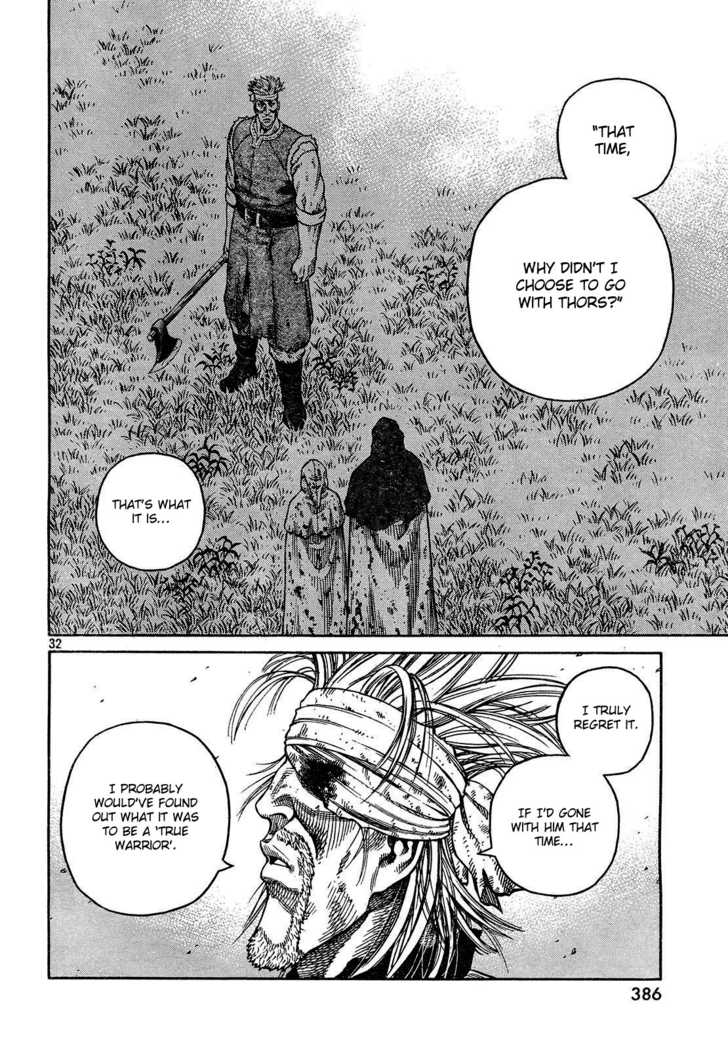 "THAT
TIME,
WHY DIDN'T I
CHOOSE TO GO
WITH THORS?"
THAT'S WHAT
IT IS...
32
I TRULY
REGRET IT.
IF I'D GONE
WITH HIM THAT
TIME...
I PROBABLY
WOULD'VE FOUND
OUT WHAT IT WAS
TO BE A 'TRUE
WARRIOR'.
386